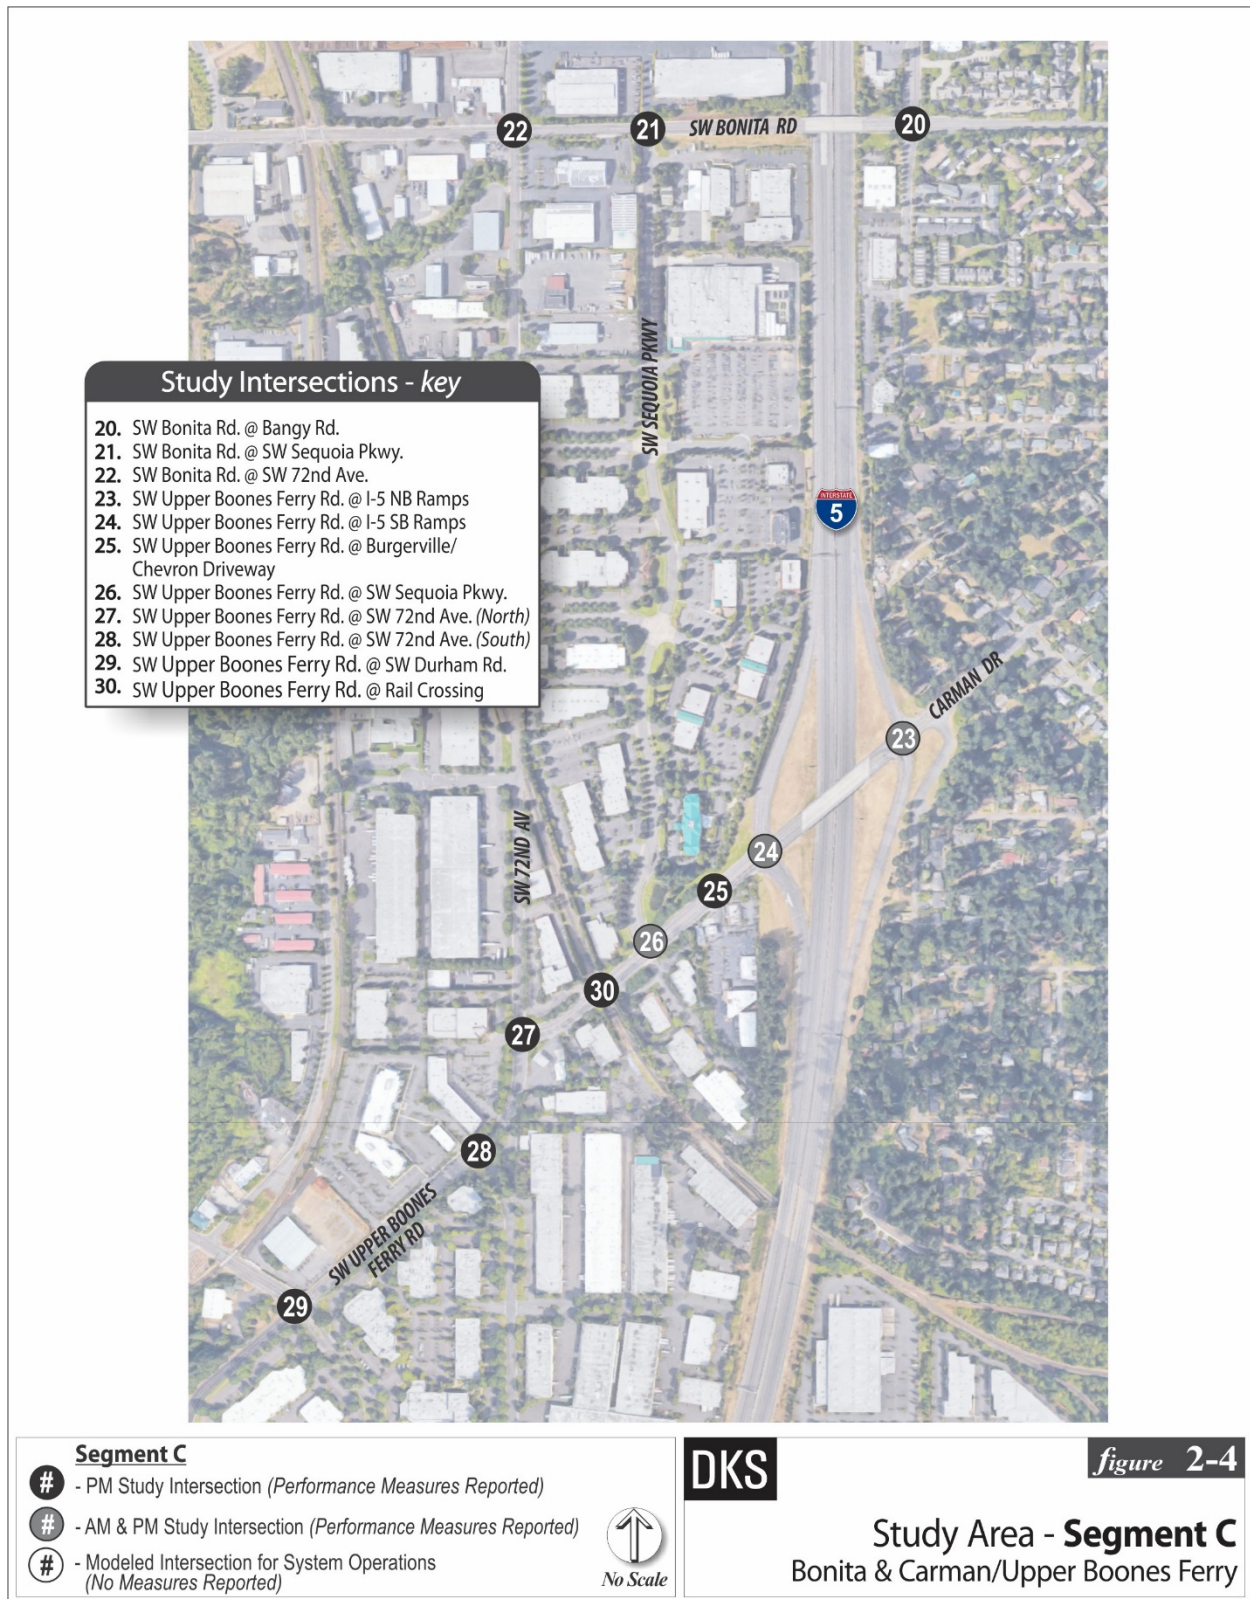 22
21
SW BONITA RD
20
SW SEQUOIA PKWY
Study Intersections - key
20. SW Bonita Rd. @ Bangy Rd.
21. SW Bonita Rd. @ SW Sequoia Pkwy.
22. SW Bonita Rd. @ SW 72nd Ave.
23. SW Upper Boones Ferry Rd. @ I-5 NB Ramps
24. SW Upper Boones Ferry Rd. @ I-5 SB Ramps
25. SW Upper Boones Ferry Rd. @ Burgerville/
Chevron Driveway
26. SW Upper Boones Ferry Rd. @ SW Sequoia Pkwy.
27. SW Upper Boones Ferry Rd. @ SW 72nd Ave. (North)
28. SW Upper Boones Ferry Rd. @ SW 72nd Ave. (South)
29. SW Upper Boones Ferry Rd. @ SW Durham Rd.
30. SW Upper Boones Ferry Rd. @ Rail Crossing
INTERSTATE
5
CARMAN DR
23
SW 72ND AV
24
25
26
30
27
28
SW UPPER BOONES
FERRY RD
29
Segment C
# - PM Study Intersection (Performance Measures Reported)
# - AM & PM Study Intersection (Performance Measures Reported)
# - Modeled Intersection for System Operations
(No Measures Reported)
No Scale
DKS
figure 2-4
Study Area - Segment C
Bonita & Carman/Upper Boones Ferry